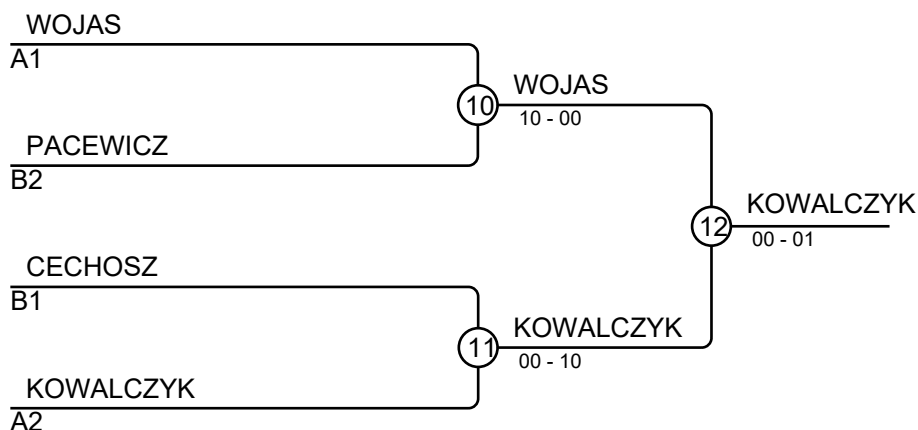 WOJAS
A1
10
WOJAS
10 - 00
PACEWICZ
B2
12
KOWALCZYK
00 - 01
CECHOSZ
B1
11
KOWALCZYK
00 - 10
KOWALCZYK
A2